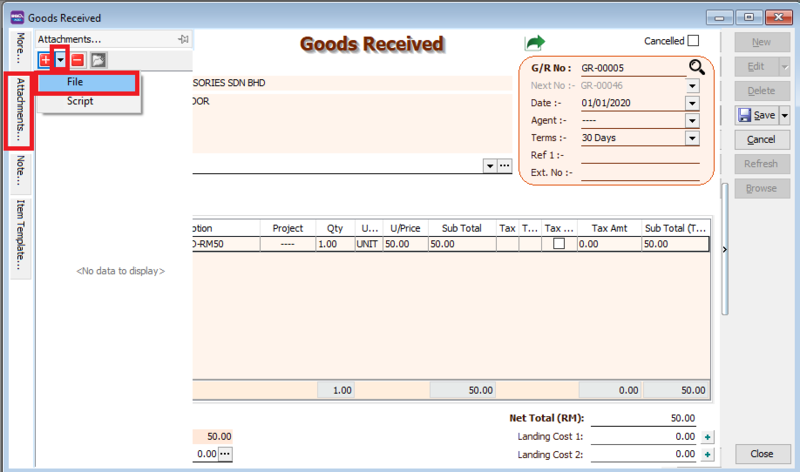 Goods Received
More...
Attachments...
Note...
Item Template...
Attachments...
File
Script
<No data to display>
Goods Received
Cancelled
SORIES SDN BHD
OOR
G/R No : GR-00005
Next No :- GR-00046
Date :- 01/01/2020
Agent :- ----
Terms :- 30 Days
Ref 1 :-
Ext. No :-
ption Project Qty U... U/Price Sub Total Tax T... Tax ... Tax Amt Sub Total (T...
O-RM50 ---- 1.00 UNIT 50.00 50.00 0.00 50.00
1.00 50.00 0.00 50.00
Net Total (RM): 50.00
50.00 Landing Cost 1: 0.00
0.00 Landing Cost 2: 0.00
New
Edit
Delete
Save
Cancel
Refresh
Browse
Close